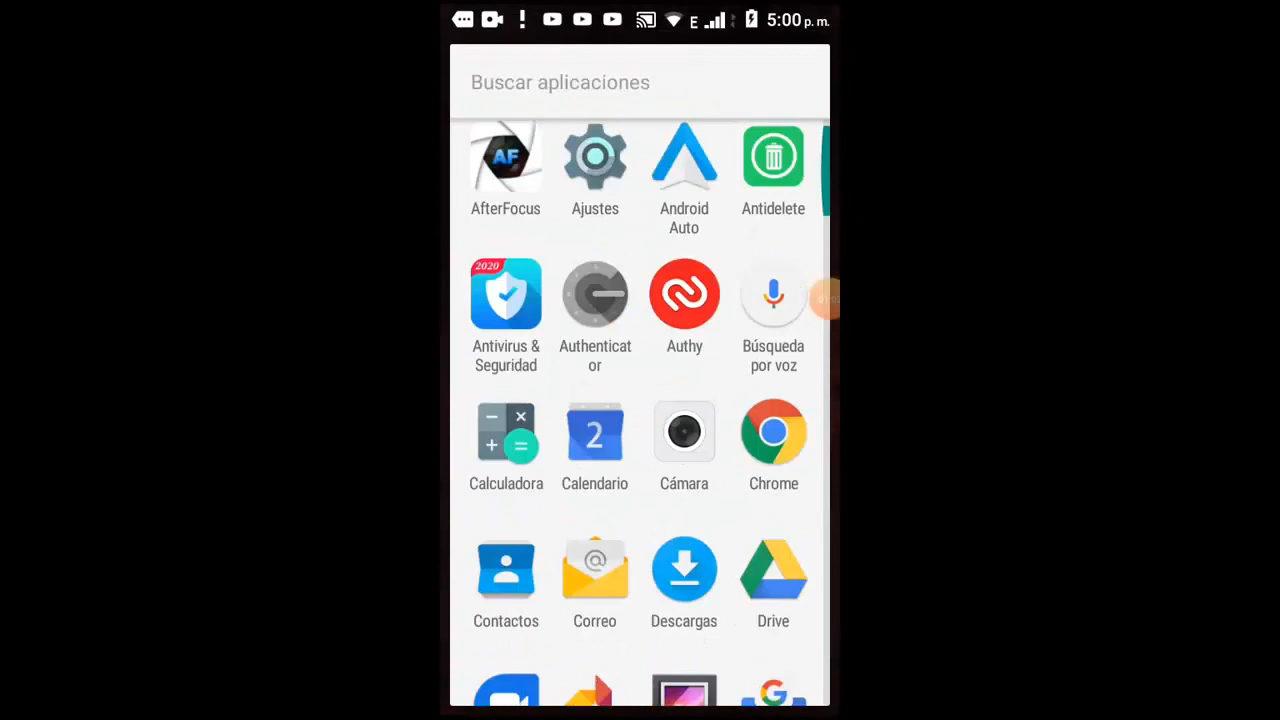 E 5:00 p. m.
Buscar aplicaciones
AF
AfterFocus
Ajustes
Android
Auto
Antidelete
2020
Antivirus &
Seguridad
Authenticat
or
Authy
Búsqueda
por voz
Calculadora
2
Calendario
Cámara
Chrome
Contactos
@
Correo
Descargas
Drive
G